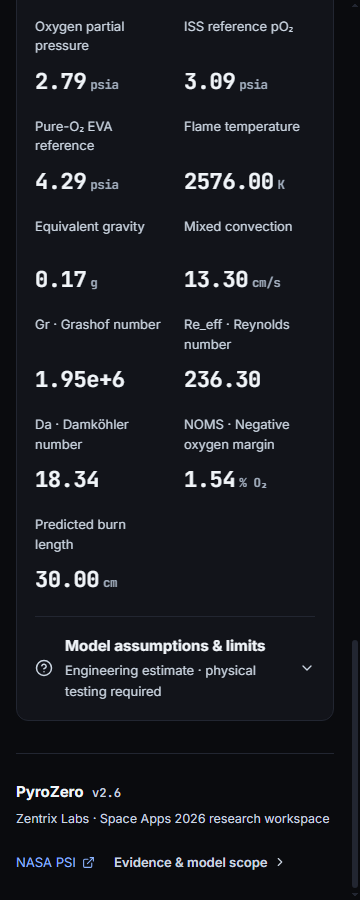 Oxygen partial pressure
ISS reference pO₂
2.79 psia
3.09 psia
Pure-O₂ EVA reference
Flame temperature
4.29 psia
2576.00 K
Equivalent gravity
Mixed convection
0.17 g
13.30 cm/s
Gr · Grashof number
Re_eff · Reynolds number
1.95e+6
236.30
Da · Damköhler number
NOMS · Negative oxygen margin
18.34
1.54 % O₂
Predicted burn length
30.00 cm
Model assumptions & limits
Engineering estimate · physical testing required
PyroZero v2.6
Zentrix Labs · Space Apps 2026 research workspace
NASA PSI
Evidence & model scope